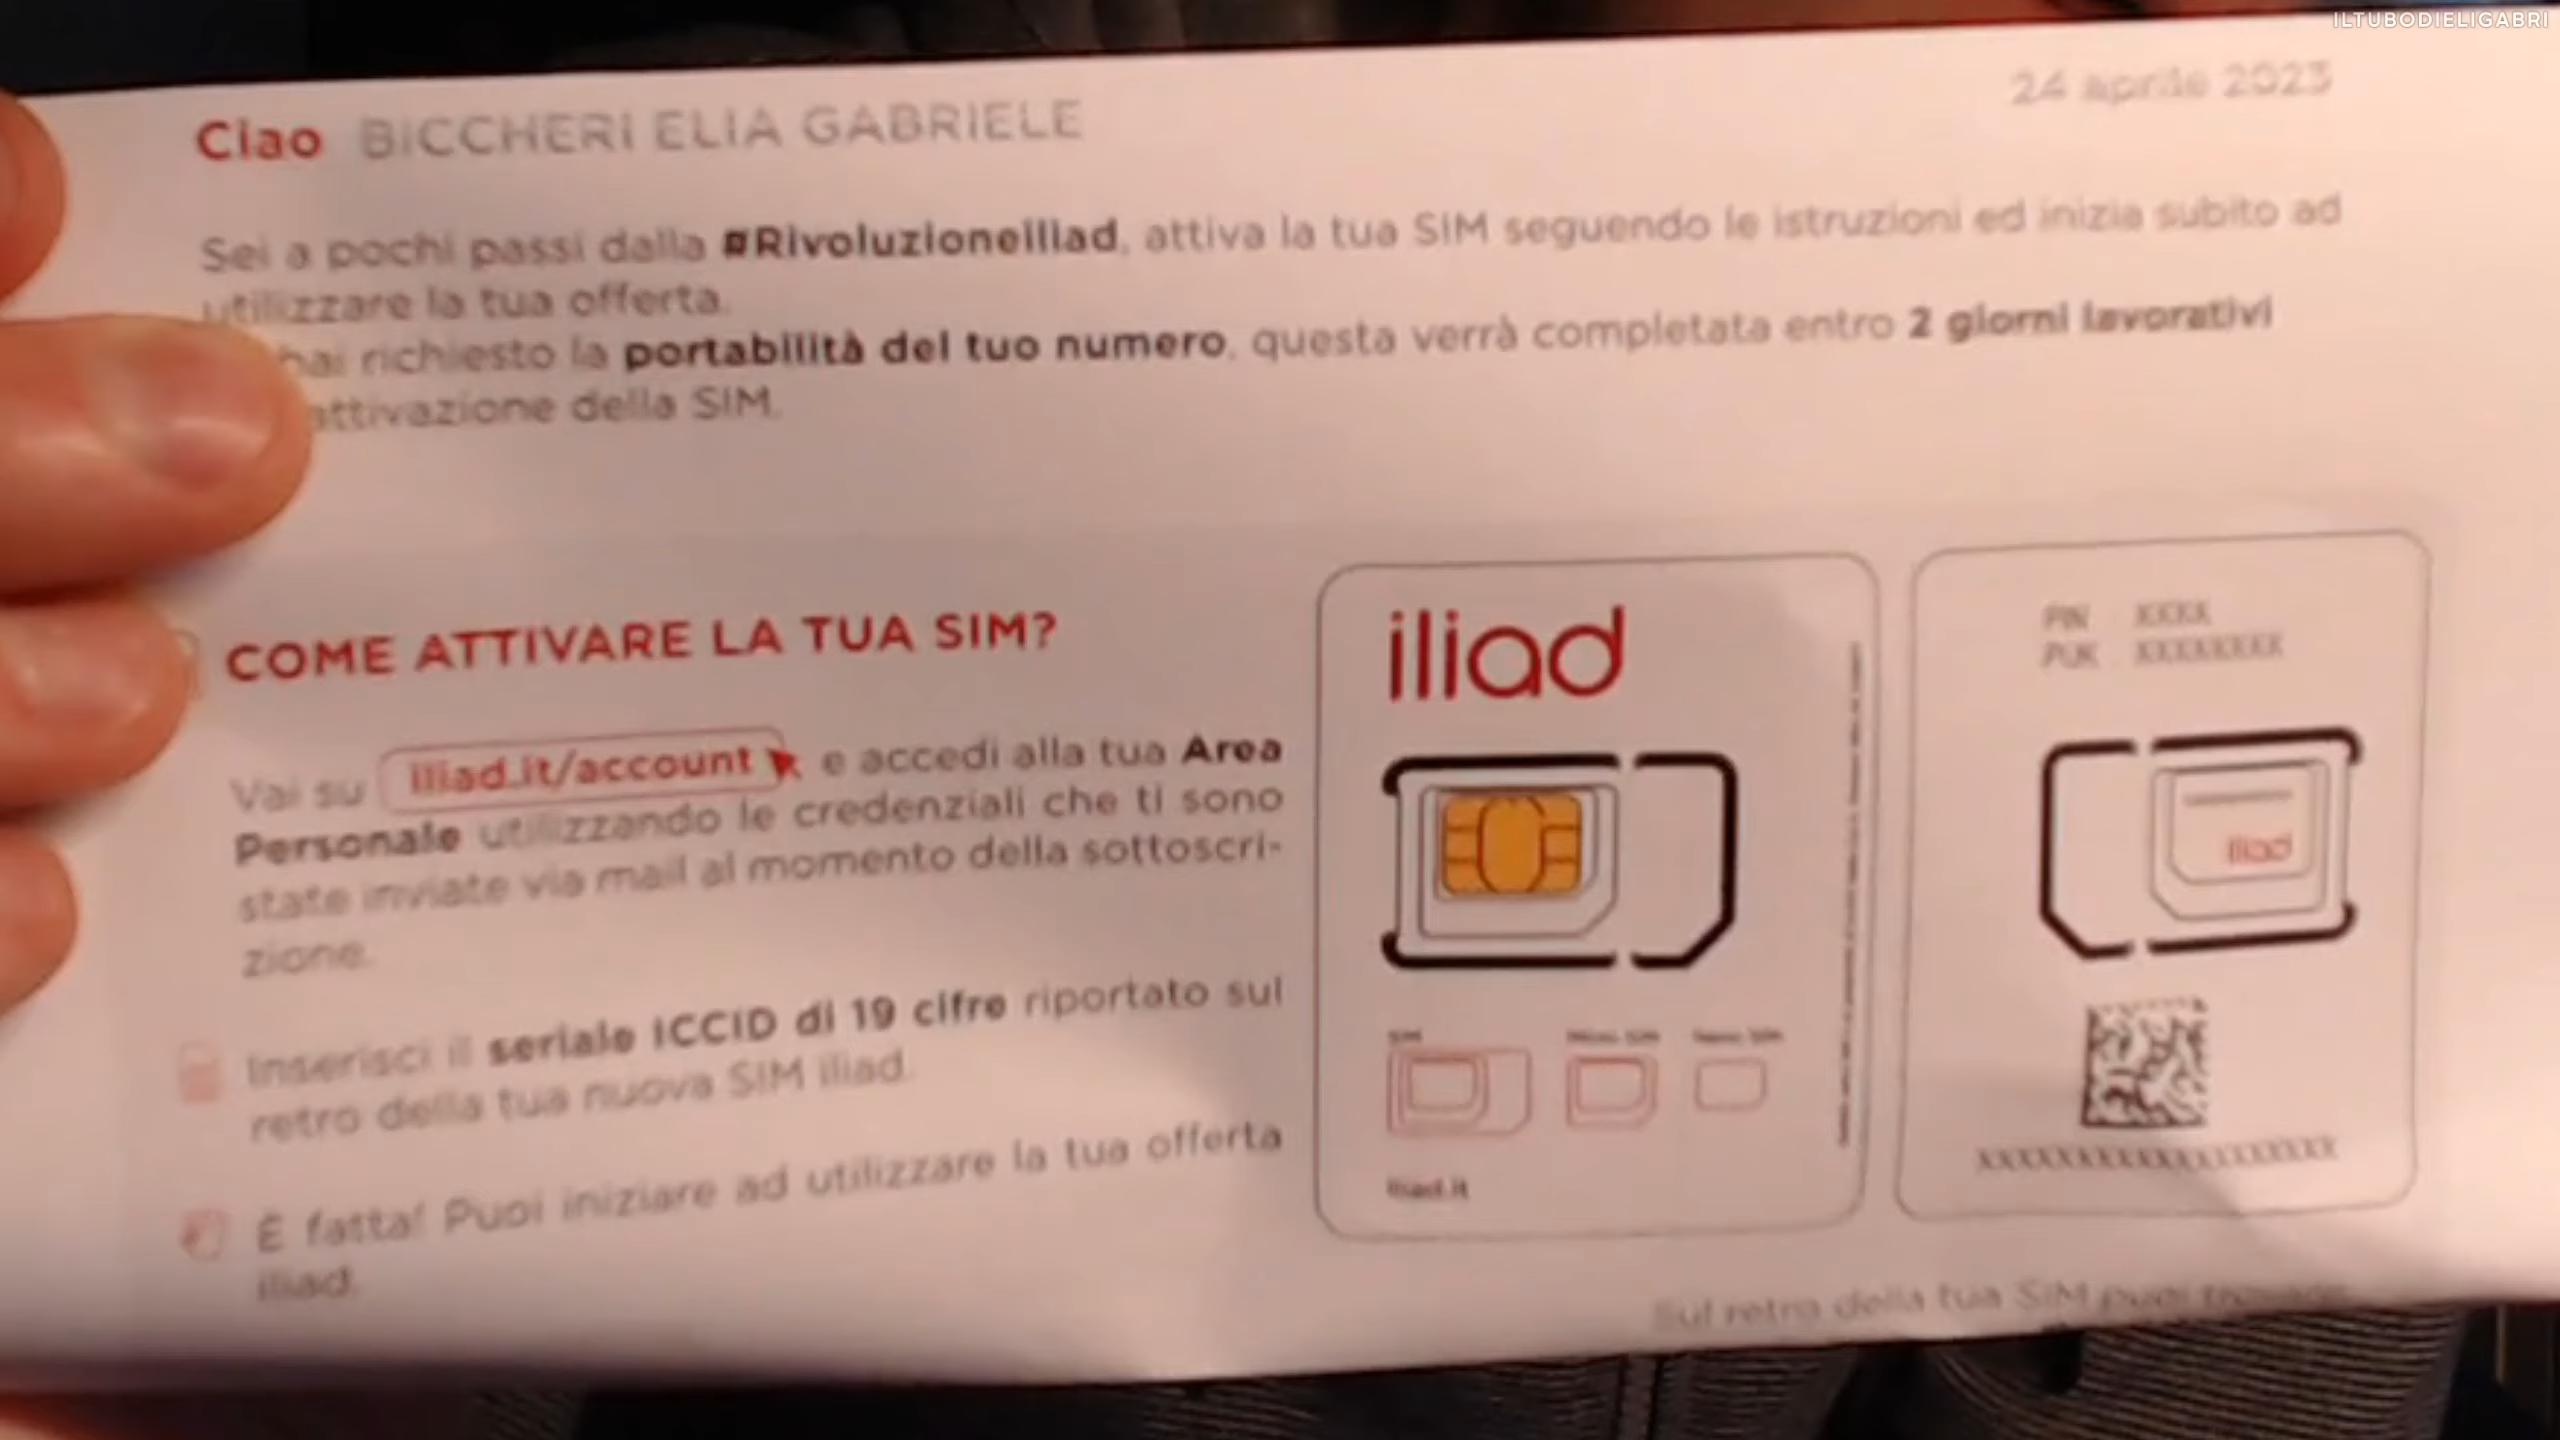 ILTUBODIELIGABRI
24 aprile 2023
Ciao BICCHERI ELIA GABRIELE
Sei a pochi passi dalla #Rivoluzioneiliad, attiva la tua SIM seguendo le istruzioni ed inizia subito ad
utilizzare la tua offerta.
hai richiesto la portabilità del tuo numero, questa verrà completata entro 2 giorni lavorativi
attivazione della SIM.
COME ATTIVARE LA TUA SIM?
Vai su iliad.it/account e accedi alla tua Area
Personale utilizzando le credenziali che ti sono
state inviate via mail al momento della sottoscri-
zione.
Inserisci il seriale ICCID di 19 cifre riportato sul
retro della tua nuova SIM iliad.
È fatta! Puoi iniziare ad utilizzare la tua offerta
iliad.
iliad
SIM Micro SIM Nano SIM
iliad.it
PIN XXXX
PUK XXXXXXXX
iliad
XXXXXXXXXXXXXXXXXXX
Sul retro della tua SIM puoi trovare